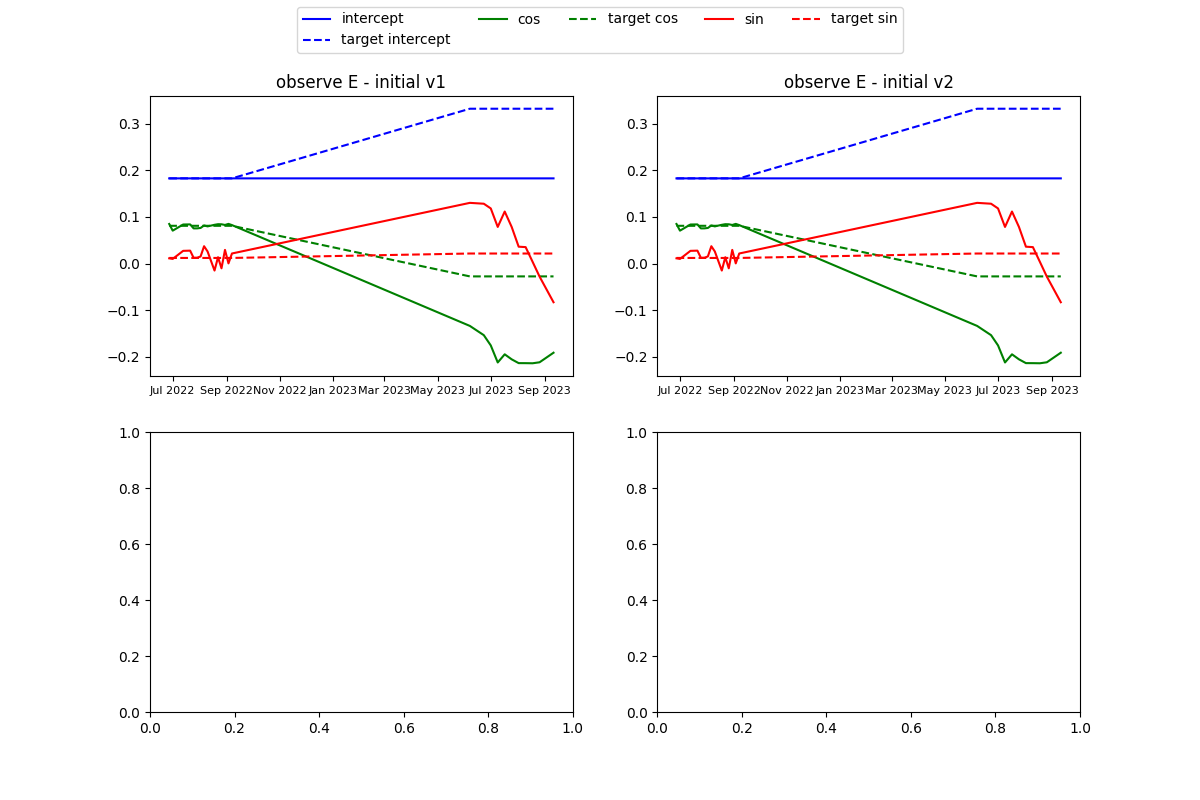 intercept cos target cos sin target sin
target intercept
observe E - initial v1 observe E - initial v2
0.3 0.3
0.2 0.2
0.1 0.1
0.0 0.0
−0.1 −0.1
−0.2 −0.2
Jul 2022 Sep 2022 Nov 2022 Jan 2023 Mar 2023 May 2023 Jul 2023 Sep 2023 Jul 2022 Sep 2022 Nov 2022 Jan 2023 Mar 2023 May 2023 Jul 2023 Sep 2023
1.0 1.0
0.8 0.8
0.6 0.6
0.4 0.4
0.2 0.2
0.0 0.0
0.0 0.2 0.4 0.6 0.8 1.0 0.0 0.2 0.4 0.6 0.8 1.0